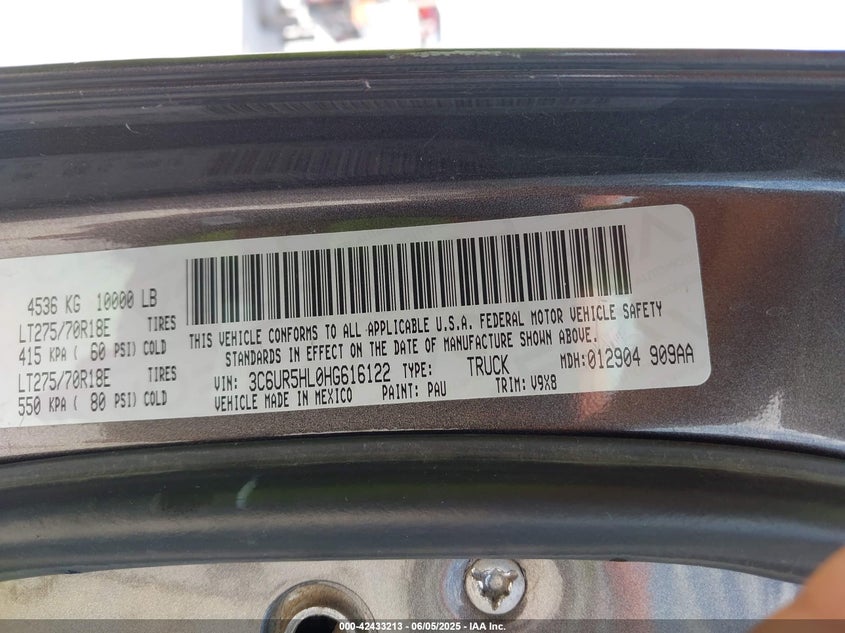 4536 KG 10000 LB
LT275/70R18E TIRES
415 KPA ( 60 PSI) COLD
LT275/70R18E TIRES
550 KPA ( 80 PSI) COLD
THIS VEHICLE CONFORMS TO ALL APPLICABLE U.S.A. FEDERAL MOTOR VEHICLE SAFETY
STANDARDS IN EFFECT ON THE DATE OF MANUFACTURE SHOWN ABOVE.
VIN: 3C6UR5HL0HG616122 TYPE: TRUCK MDH:012904 909AA
VEHICLE MADE IN MEXICO PAINT: PAU TRIM: V9X8
000-42433213 - 06/05/2025 - IAA Inc.